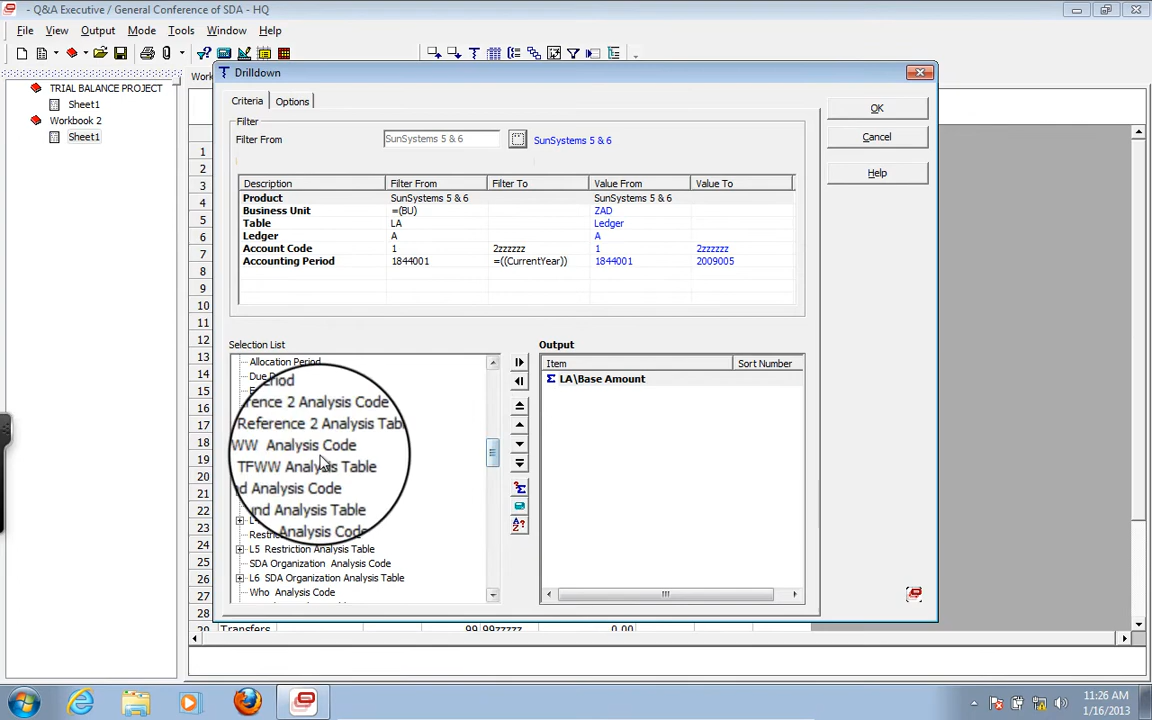 - Q&A Executive / General Conference of SDA - HQ
File View Output Mode Tools Window Help
TRIAL BALANCE PROJECT
Sheet1
Workbook 2
Sheet1
Work
Drilldown
Criteria Options
Filter
Filter From SunSystems 5 & 6 SunSystems 5 & 6
Description Filter From Filter To Value From Value To
Product SunSystems 5 & 6 SunSystems 5 & 6
Business Unit =(BU) ZAD
Table LA Ledger
Ledger A A
Account Code 1 2zzzzzz 1 2zzzzzz
Accounting Period 1844001 =((CurrentYear)) 1844001 2009005
OK
Cancel
Help
Selection List
Allocation Period
Due P
eriod
rence 2 Analysis Code
Reference 2 Analysis Tab
WW Analysis Code
TFWW Analysis Table
nd Analysis Code
und Analysis Table
Analysis Code
L5 Restriction Analysis Table
SDA Organization Analysis Code
L6 SDA Organization Analysis Table
Who Analysis Code
Output
Item Sort Number
Σ LA\Base Amount
1
2
3
4
5
6
7
8
9
10
11
12
13
14
15
16
17
18
19
20
21
22
23
24
25
26
27
28
29 Transfers 99 99zzzzz 0.00
11:26 AM
1/16/2013